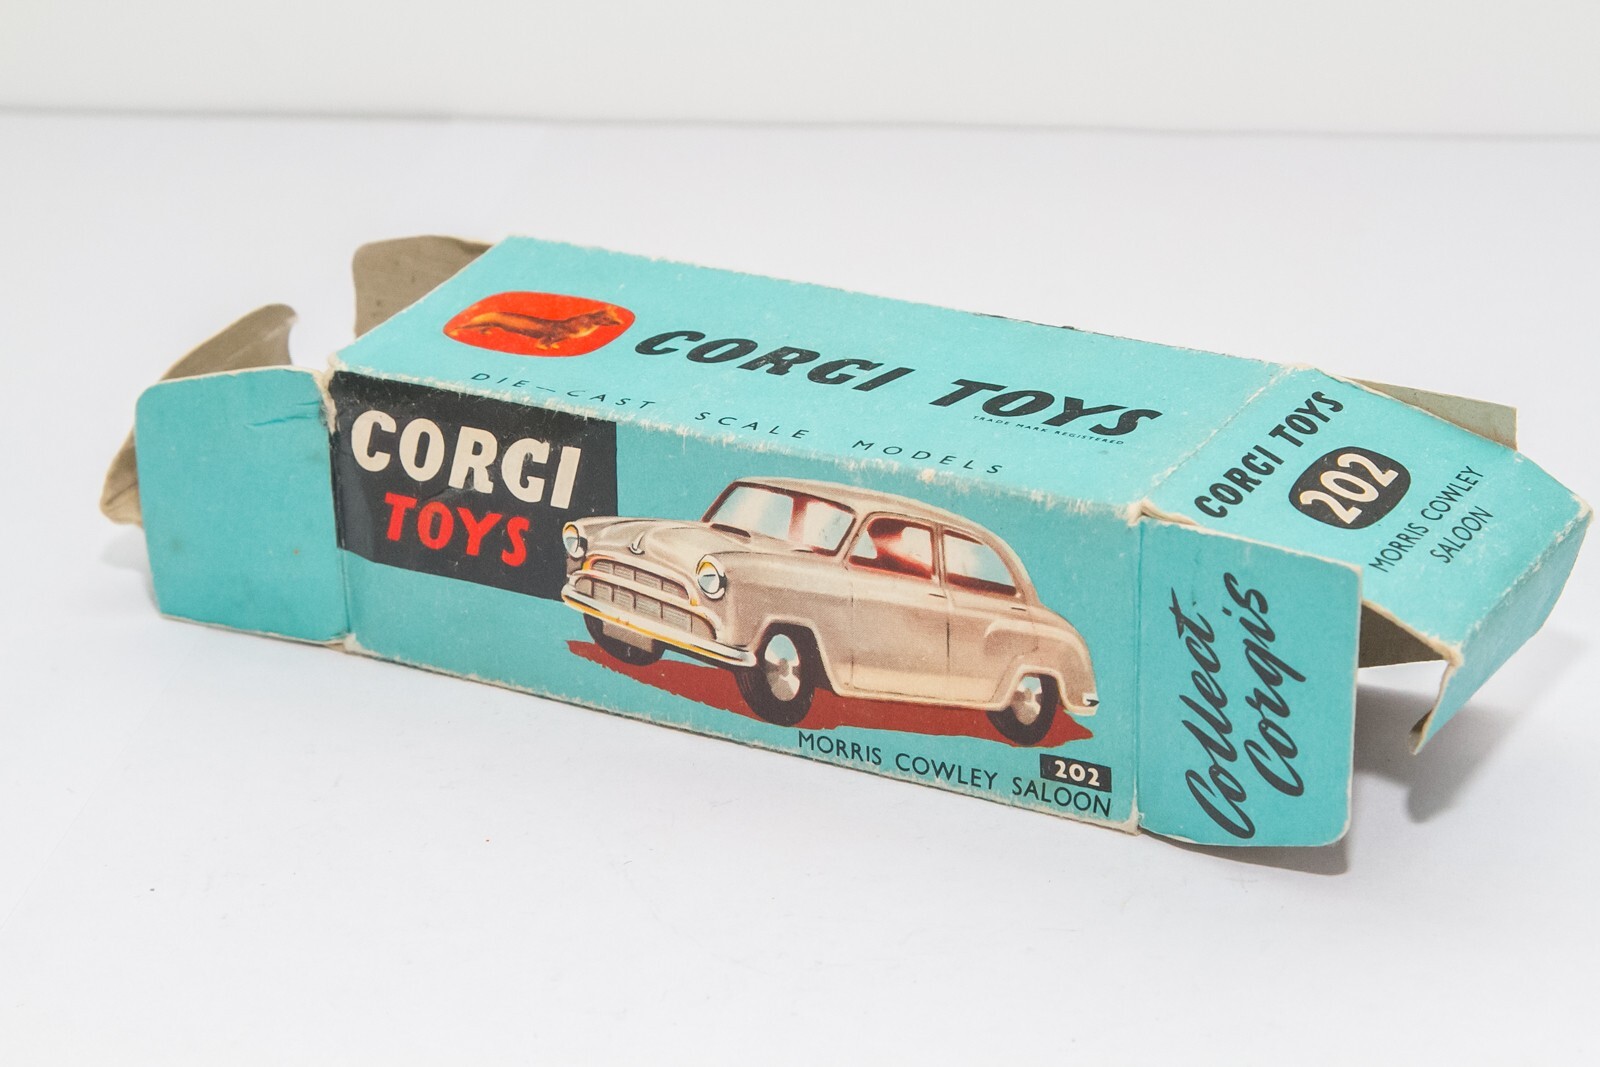 CORGI TOYS
TRADE MARK REGISTERED
DIE-CAST SCALE MODELS
CORGI
TOYS
202
MORRIS COWLEY SALOON
CORGI TOYS
202
MORRIS COWLEY
SALOON
Collect
Corgi's